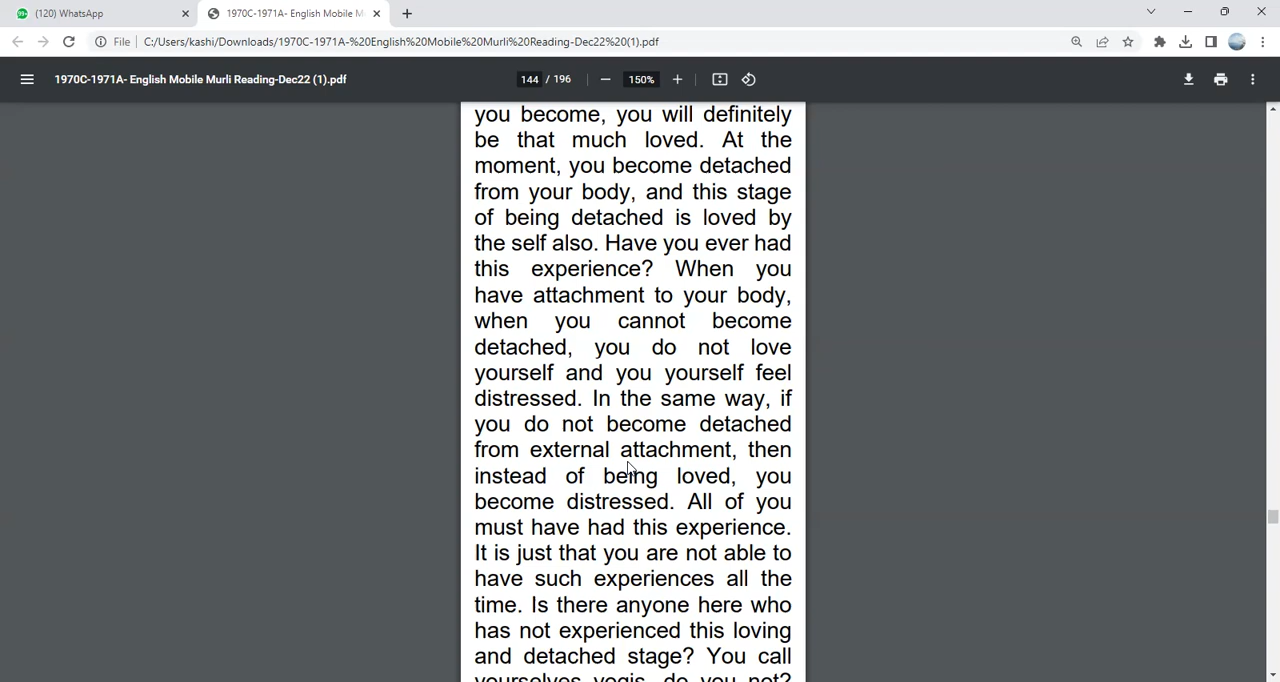 (120) WhatsApp
1970C-1971A- English Mobile M
File
C:/Users/kashi/Downloads/1970C-1971A-%20English%20Mobile%20Murli%20Reading-Dec22%20(1).pdf
1970C-1971A- English Mobile Murli Reading-Dec22 (1).pdf
144 / 196
150%
you become, you will definitely
be that much loved. At the
moment, you become detached
from your body, and this stage
of being detached is loved by
the self also. Have you ever had
this experience? When you
have attachment to your body,
when you cannot become
detached, you do not love
yourself and you yourself feel
distressed. In the same way, if
you do not become detached
from external attachment, then
instead of being loved, you
become distressed. All of you
must have had this experience.
It is just that you are not able to
have such experiences all the
time. Is there anyone here who
has not experienced this loving
and detached stage? You call
yourselves yogis, do you not?